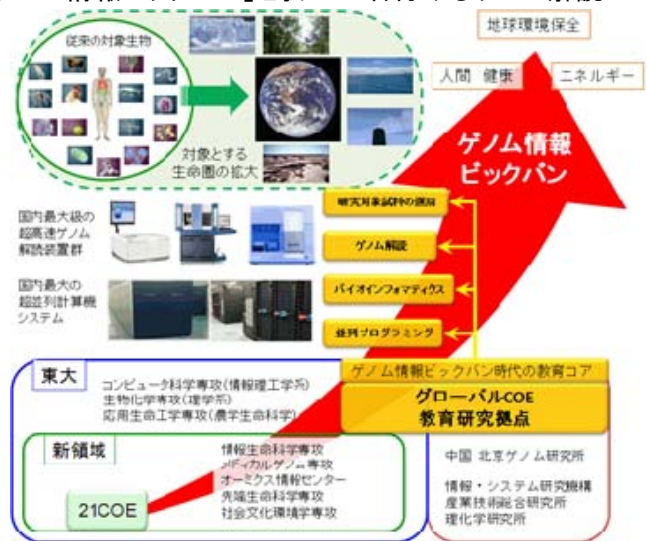 地球環境保全
従来の対象生物
人間 健康
エネルギー
対象とする
生命圏の拡大
ゲノム情報
ビックバン
国内最大級の
超高速ゲノム
解読装置群
研究対象試料の選別
ゲノム解読
国内最大の
超並列計算機
システム
バイオインフォマティクス
並列プログラミング
東大
コンピュータ科学専攻(情報理工学系)
生物化学専攻(理学系)
応用生命工学専攻(農学生命科学)
ゲノム情報ビックバン時代の教育コア
グローバルCOE
教育研究拠点
新領域
情報生命科学専攻
メディカルゲノム専攻
オーミクス情報センター
先端生命科学専攻
社会文化環境学専攻
21COE
中国 北京ゲノム研究所
情報・システム研究機構
産業技術総合研究所
理化学研究所